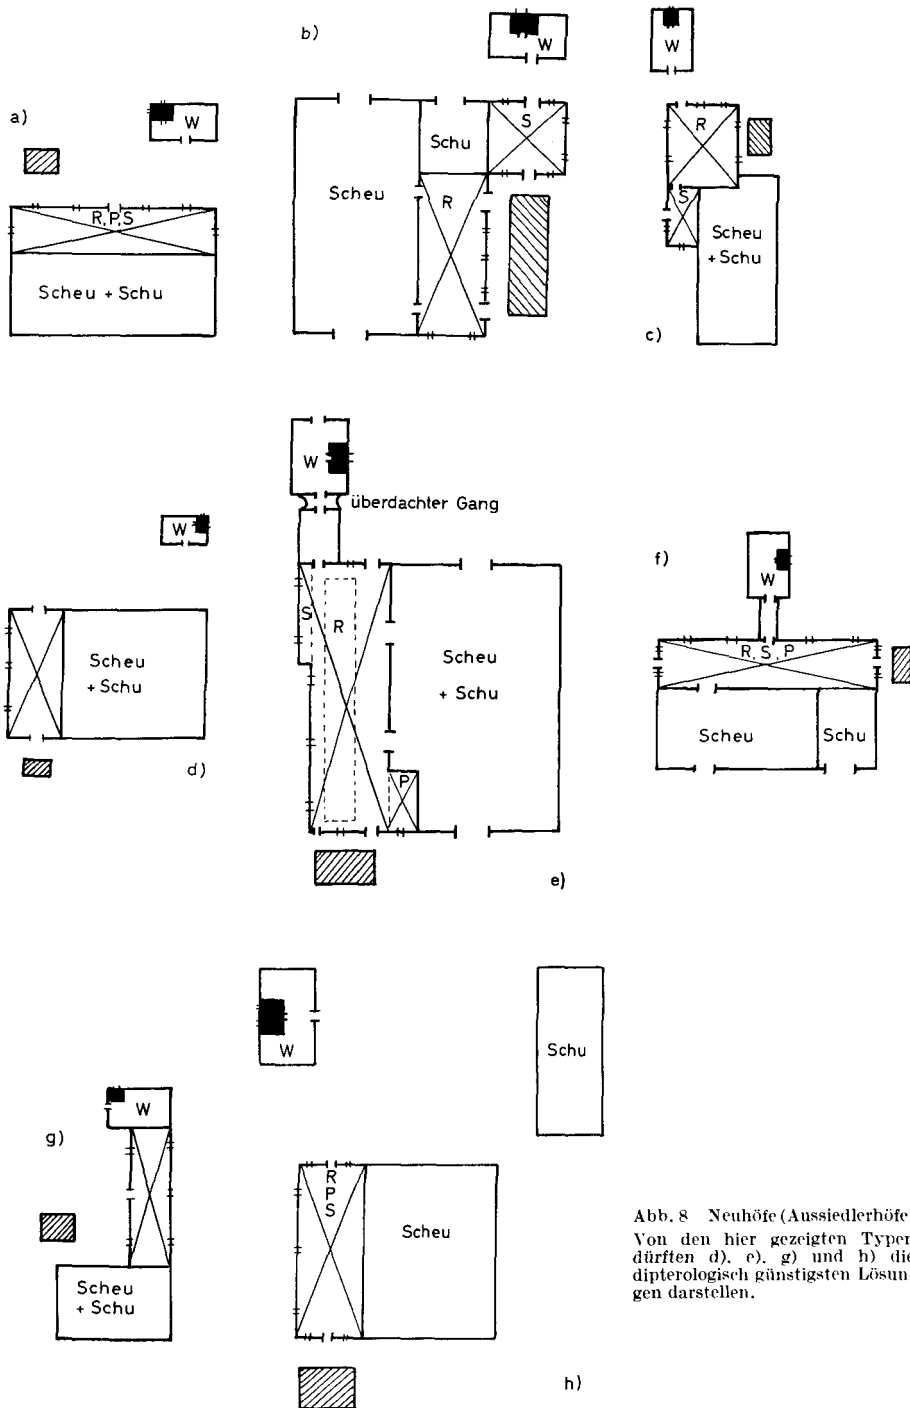 a)
W
R, P, S
Scheu + Schu
b)
W
Scheu
Schu
S
R
W
R
S
Scheu
+ Schu
c)
W
Scheu
+ Schu
d)
W
überdachter Gang
S
R
Scheu
+ Schu
P
e)
f)
W
R, S, P
Scheu
Schu
g)
W
Scheu
+ Schu
W
Schu
R
P
S
Scheu
h)
Abb. 8 Neuhöfe (Aussiedlerhöfe
Von den hier gezeigten Typen
dürften d), e), g) und h) die
dipterologisch günstigsten Lösun-
gen darstellen.